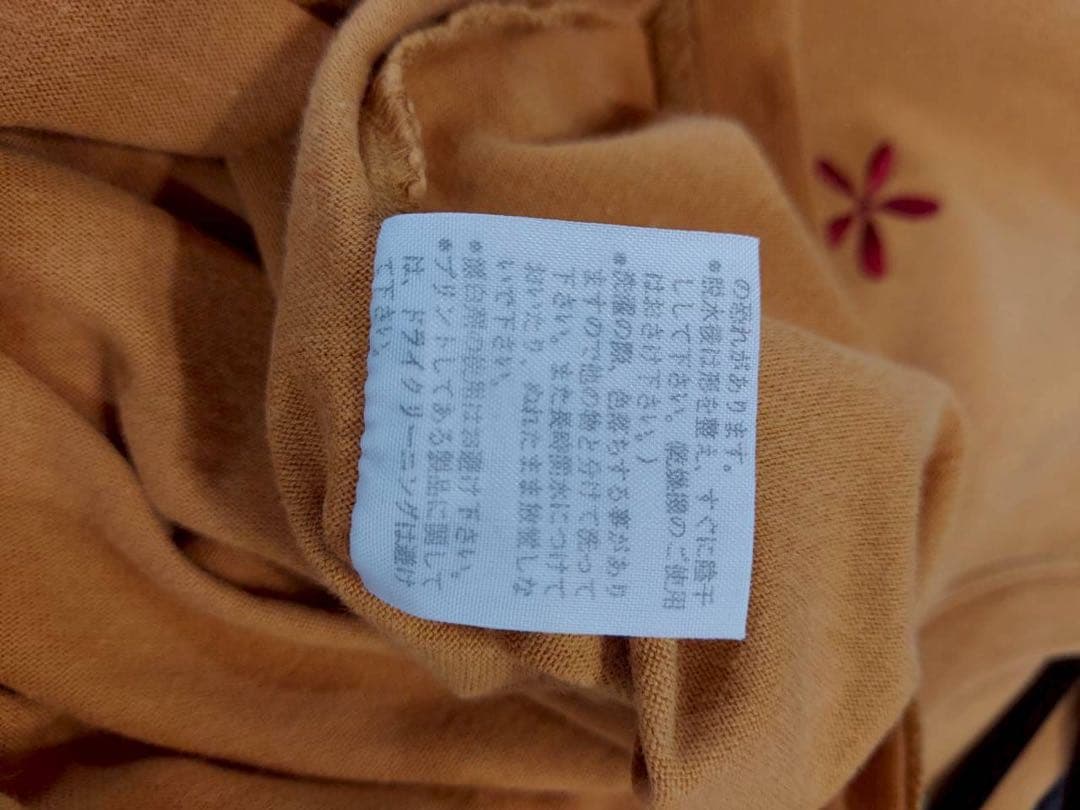 の恐れがあります。
●脱水後は形を整え、すぐに陰干
しして下さい。(乾燥機のご使用
はおさけ下さい。)
●洗濯の際、色落ちする事があり
ますので他の物と分けて洗って
下さい。また長時間水につけて
おいたり、ぬれたまま放置しな
いで下さい。
●蛍白剤の使用はお避け下さい。
●プリントしてある製品に関して
は、ドライクリーニングは避け
て下さい。